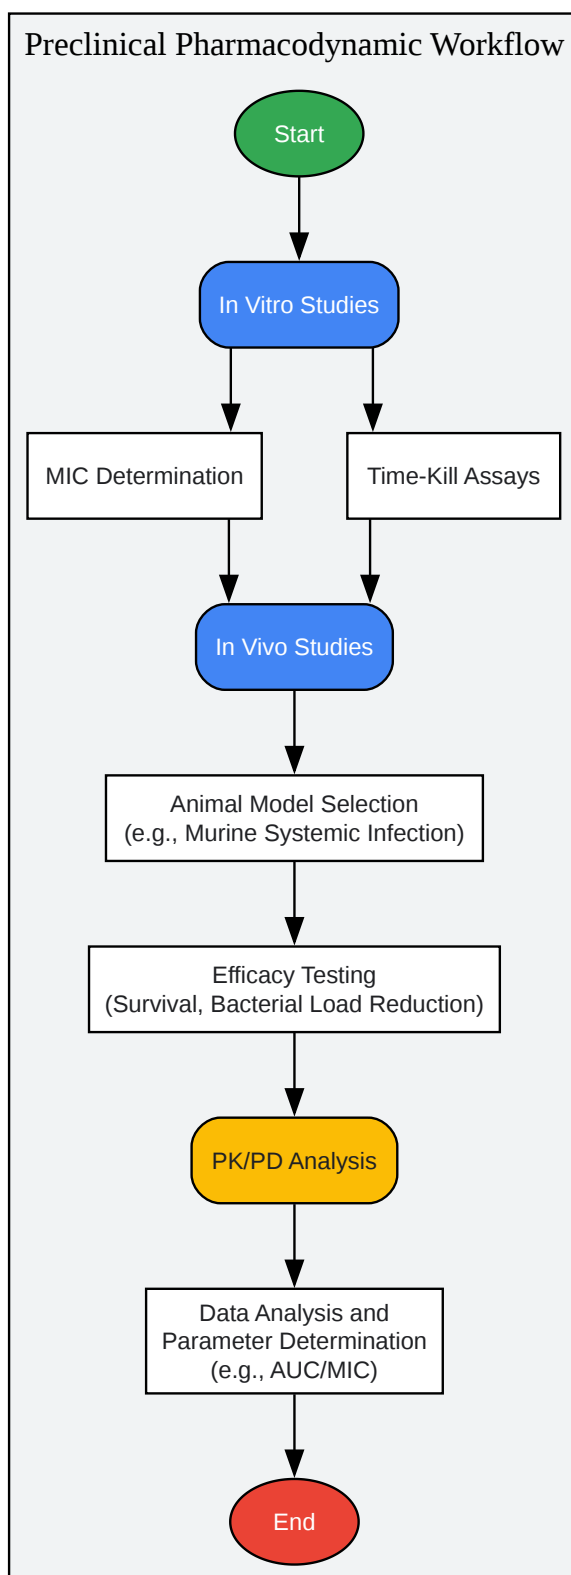 Preclinical Pharmacodynamic Workflow
Start
In Vitro Studies
MIC Determination
Time-Kill Assays
In Vivo Studies
Animal Model Selection
(e.g., Murine Systemic Infection)
Efficacy Testing
(Survival, Bacterial Load Reduction)
PK/PD Analysis
Data Analysis and
Parameter Determination
(e.g., AUC/MIC)
End